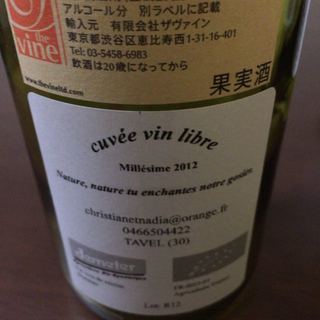 the
vine
www.thevineltd.com
アルコール分 別ラベルに記載
輸入元 有限会社ザヴァイン
東京都渋谷区恵比寿西1-31-16-401
Tel:03-5458-6983
飲酒は20歳になってから
果実酒
cuvée vin libre
Millésime 2012
Nature, nature tu enchantes notre gosier.
christianetnadia@orange.fr
0466504422
TAVEL (30)
demeter
Lot: R12